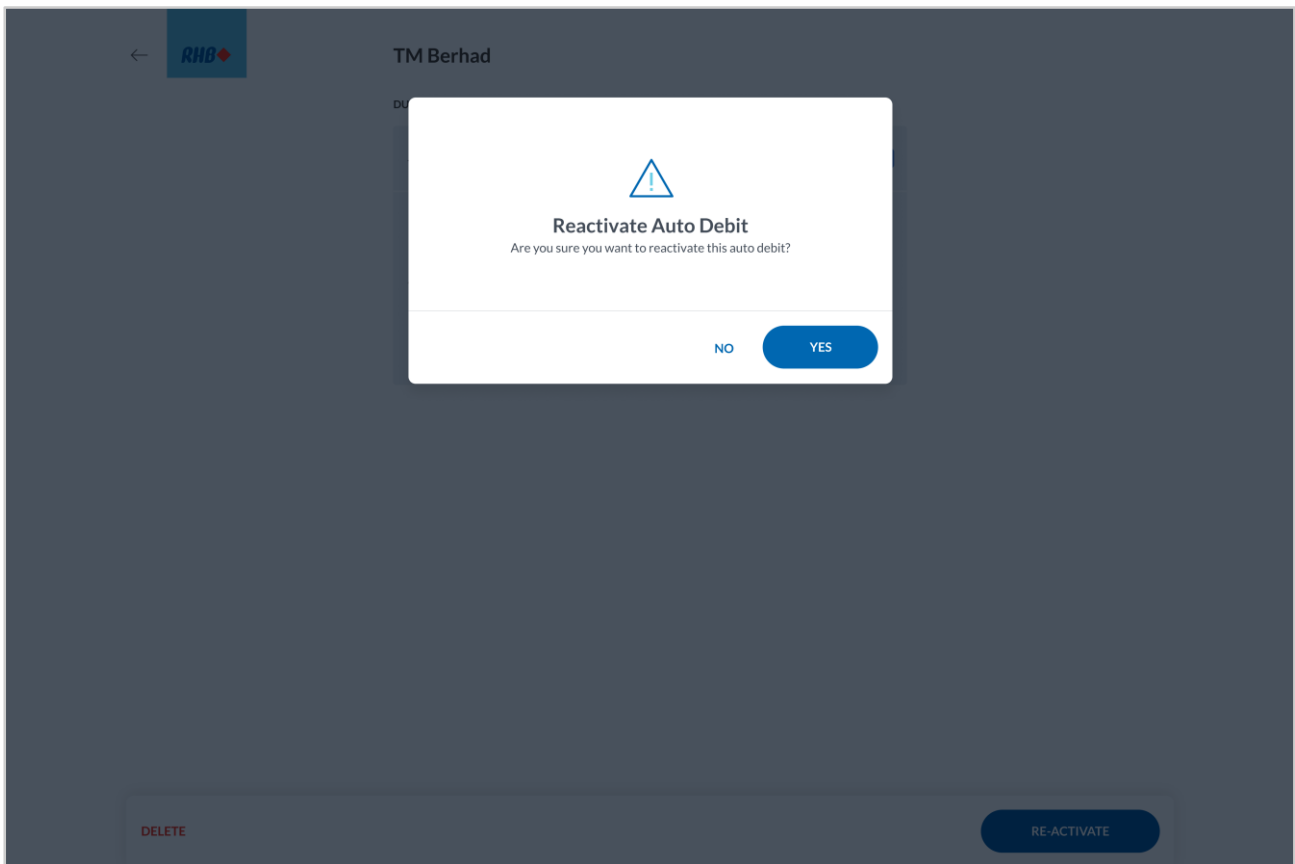 RHB
TM Berhad
Reactivate Auto Debit
Are you sure you want to reactivate this auto debit?
NO
YES
DELETE
RE-ACTIVATE